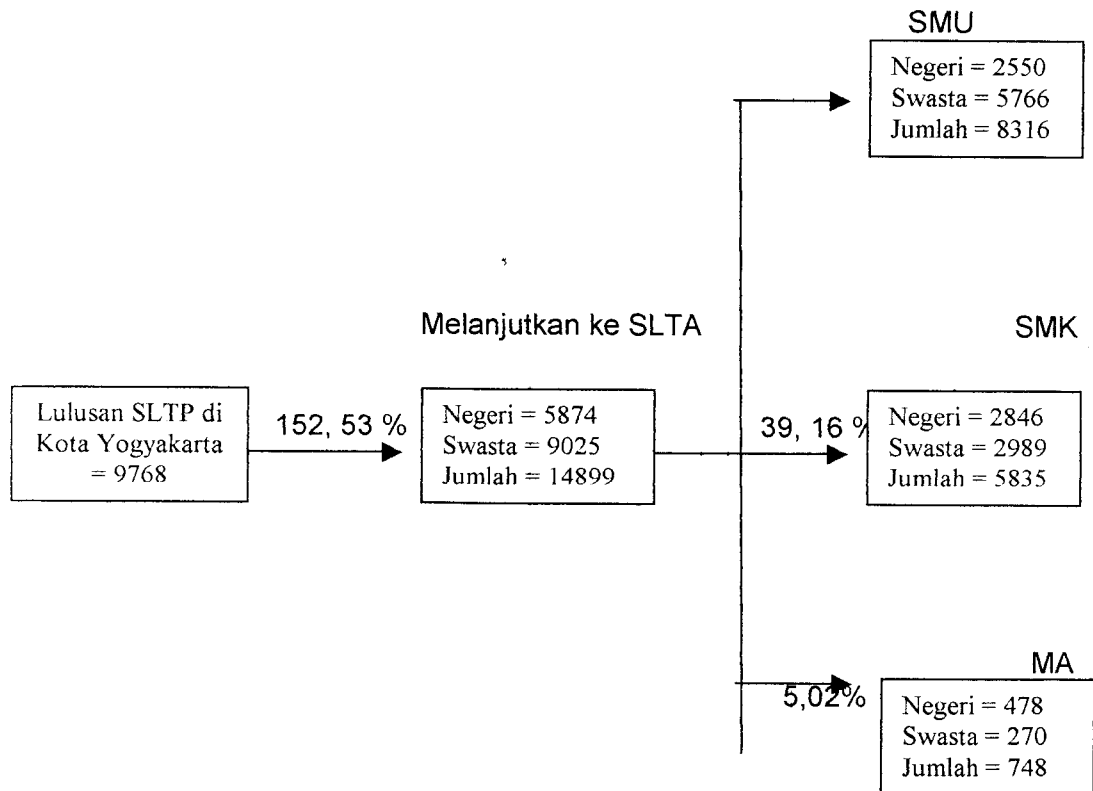 SMU
Negeri = 2550
Swasta = 5766
Jumlah = 8316
Melanjutkan ke SLTA
SMK
Lulusan SLTP di
Kota Yogyakarta
= 9768
152, 53 %
Negeri = 5874
Swasta = 9025
Jumlah = 14899
39, 16 %
Negeri = 2846
Swasta = 2989
Jumlah = 5835
MA
5,02%
Negeri = 478
Swasta = 270
Jumlah = 748